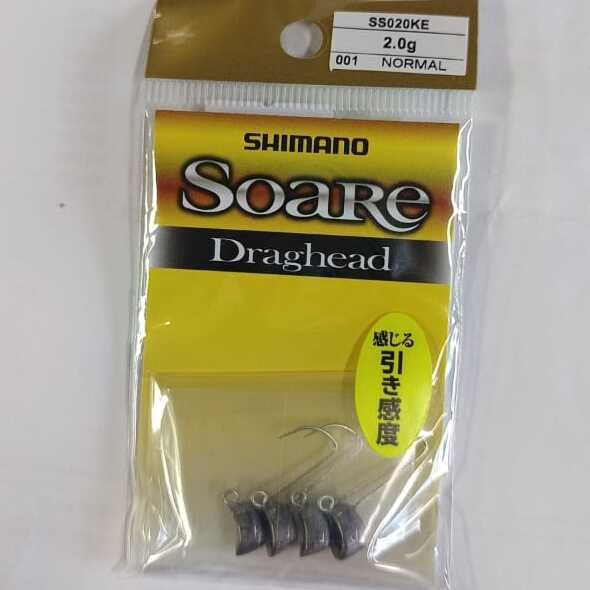 SS020KE
2.0g
001 NORMAL
SHIMANO
SOARE
Draghead
感じる
引き感度